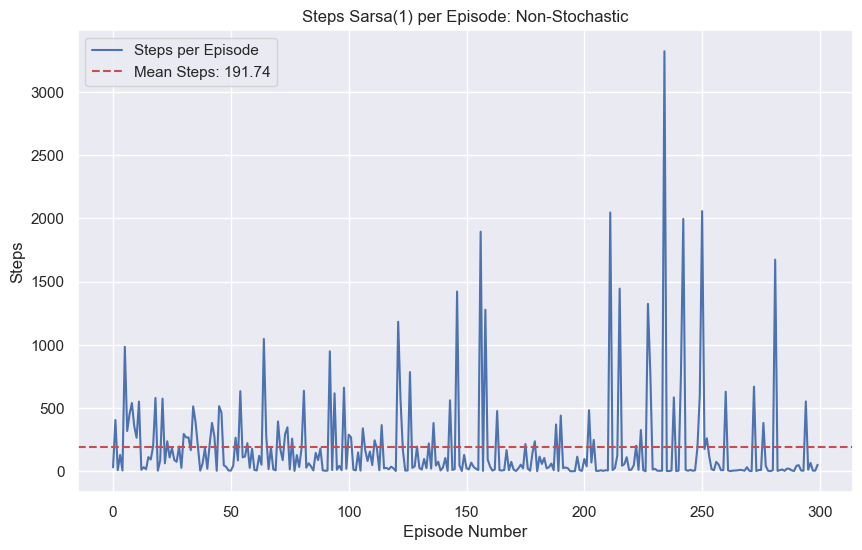 Steps Sarsa(1) per Episode: Non-Stochastic
Steps per Episode
Mean Steps: 191.74
Steps
3000
2500
2000
1500
1000
500
0
0 50 100 150 200 250 300
Episode Number